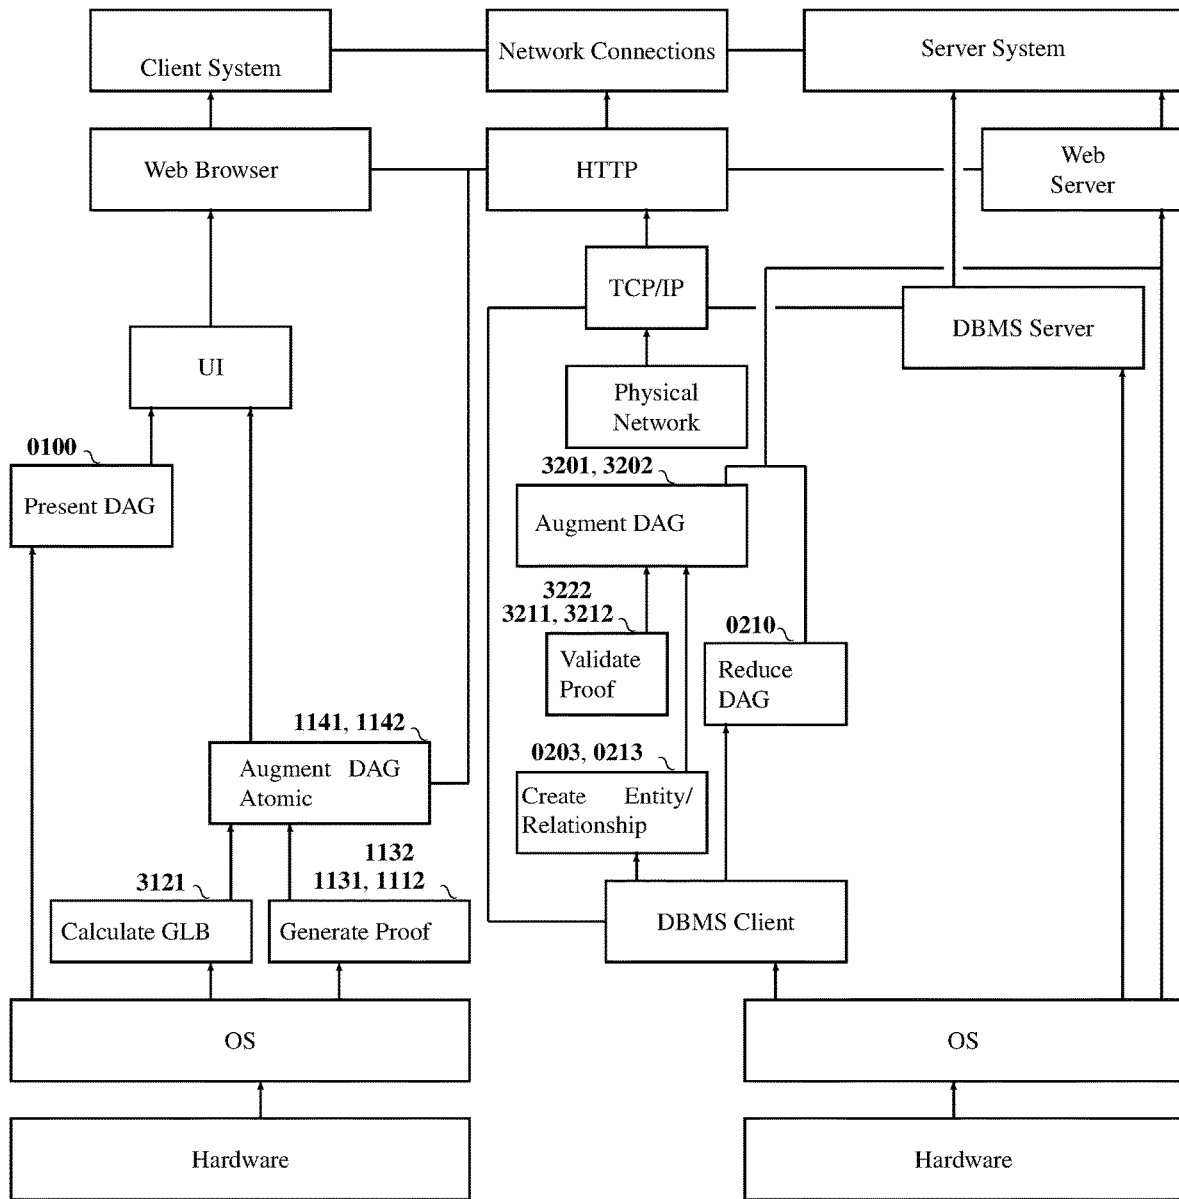 Client System
Network Connections
Server System
Web Browser
HTTP
Web
Server
TCP/IP
DBMS Server
UI
Physical
Network
0100
Present DAG
3201, 3202
Augment DAG
3222
3211, 3212
Validate
Proof
0210
Reduce
DAG
1141, 1142
Augment DAG
Atomic
0203, 0213
Create Entity/
Relationship
1132
3121
1131, 1112
Calculate GLB
Generate Proof
DBMS Client
OS
OS
Hardware
Hardware